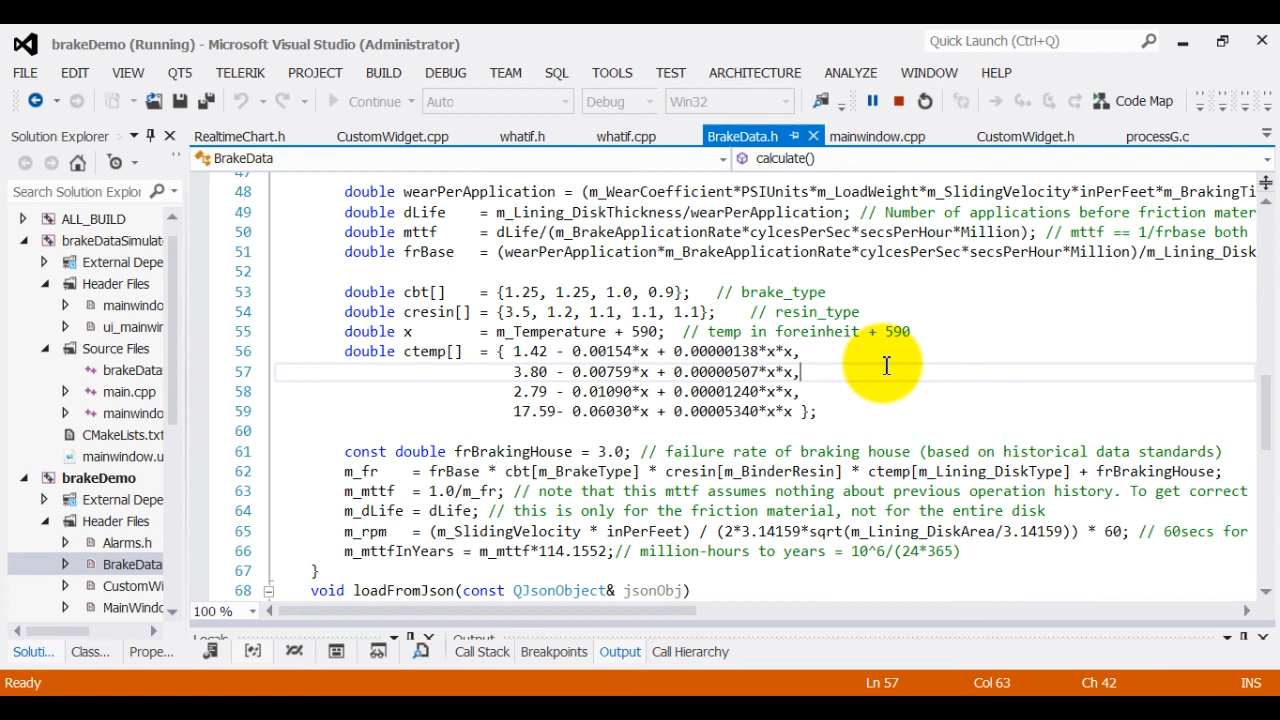 brakeDemo (Running) - Microsoft Visual Studio (Administrator)
Quick Launch (Ctrl+Q)
FILE EDIT VIEW QT5 TELERIK PROJECT BUILD DEBUG TEAM SQL TOOLS TEST ARCHITECTURE ANALYZE WINDOW HELP
Continue Auto Debug Win32 Code Map
Solution Explorer
RealtimeChart.h CustomWidget.cpp whatif.h whatif.cpp BrakeData.h mainwindow.cpp CustomWidget.h processG.c
BrakeData calculate()
Search Solution Explor
ALL_BUILD
brakeDataSimulat
External Depe
Header Files
mainwindo
ui_mainwin
Source Files
brakeData
main.cpp
mainwindo
CMakeLists.txt
mainwindow.u
brakeDemo
External Depe
Header Files
Alarms.h
BrakeData
CustomWi
MainWindo
47
48 double wearPerApplication = (m_WearCoefficient*PSIUnits*m_LoadWeight*m_SlidingVelocity*inPerFeet*m_BrakingTi
49 double dLife = m_Lining_DiskThickness/wearPerApplication; // Number of applications before friction mater
50 double mttf = dLife/(m_BrakeApplicationRate*cylcesPerSec*secsPerHour*Million); // mttf == 1/frbase both
51 double frBase = (wearPerApplication*m_BrakeApplicationRate*cylcesPerSec*secsPerHour*Million)/m_Lining_Disk
52
53 double cbt[] = {1.25, 1.25, 1.0, 0.9}; // brake_type
54 double cresin[] = {3.5, 1.2, 1.1, 1.1, 1.1}; // resin_type
55 double x = m_Temperature + 590; // temp in foreinheit + 590
56 double ctemp[] = { 1.42 - 0.00154*x + 0.00000138*x*x,
57 3.80 - 0.00759*x + 0.00000507*x*x,
58 2.79 - 0.01090*x + 0.00001240*x*x,
59 17.59- 0.06030*x + 0.00005340*x*x };
60
61 const double frBrakingHouse = 3.0; // failure rate of braking house (based on historical data standards)
62 m_fr = frBase * cbt[m_BrakeType] * cresin[m_BinderResin] * ctemp[m_Lining_DiskType] + frBrakingHouse;
63 m_mttf = 1.0/m_fr; // note that this mttf assumes nothing about previous operation history. To get correct
64 m_dLife = dLife; // this is only for the friction material, not for the entire disk
65 m_rpm = (m_SlidingVelocity * inPerFeet) / (2*3.14159*sqrt(m_Lining_DiskArea/3.14159)) * 60; // 60secs for
66 m_mttfInYears = m_mttf*114.1552;// million-hours to years = 10^6/(24*365)
67 }
68 void loadFromJson(const QJsonObject& jsonObj)
100 %
Locals Output
Soluti... Class... Prope... Call Stack Breakpoints Output Call Hierarchy
Ready Ln 57 Col 63 Ch 42 INS